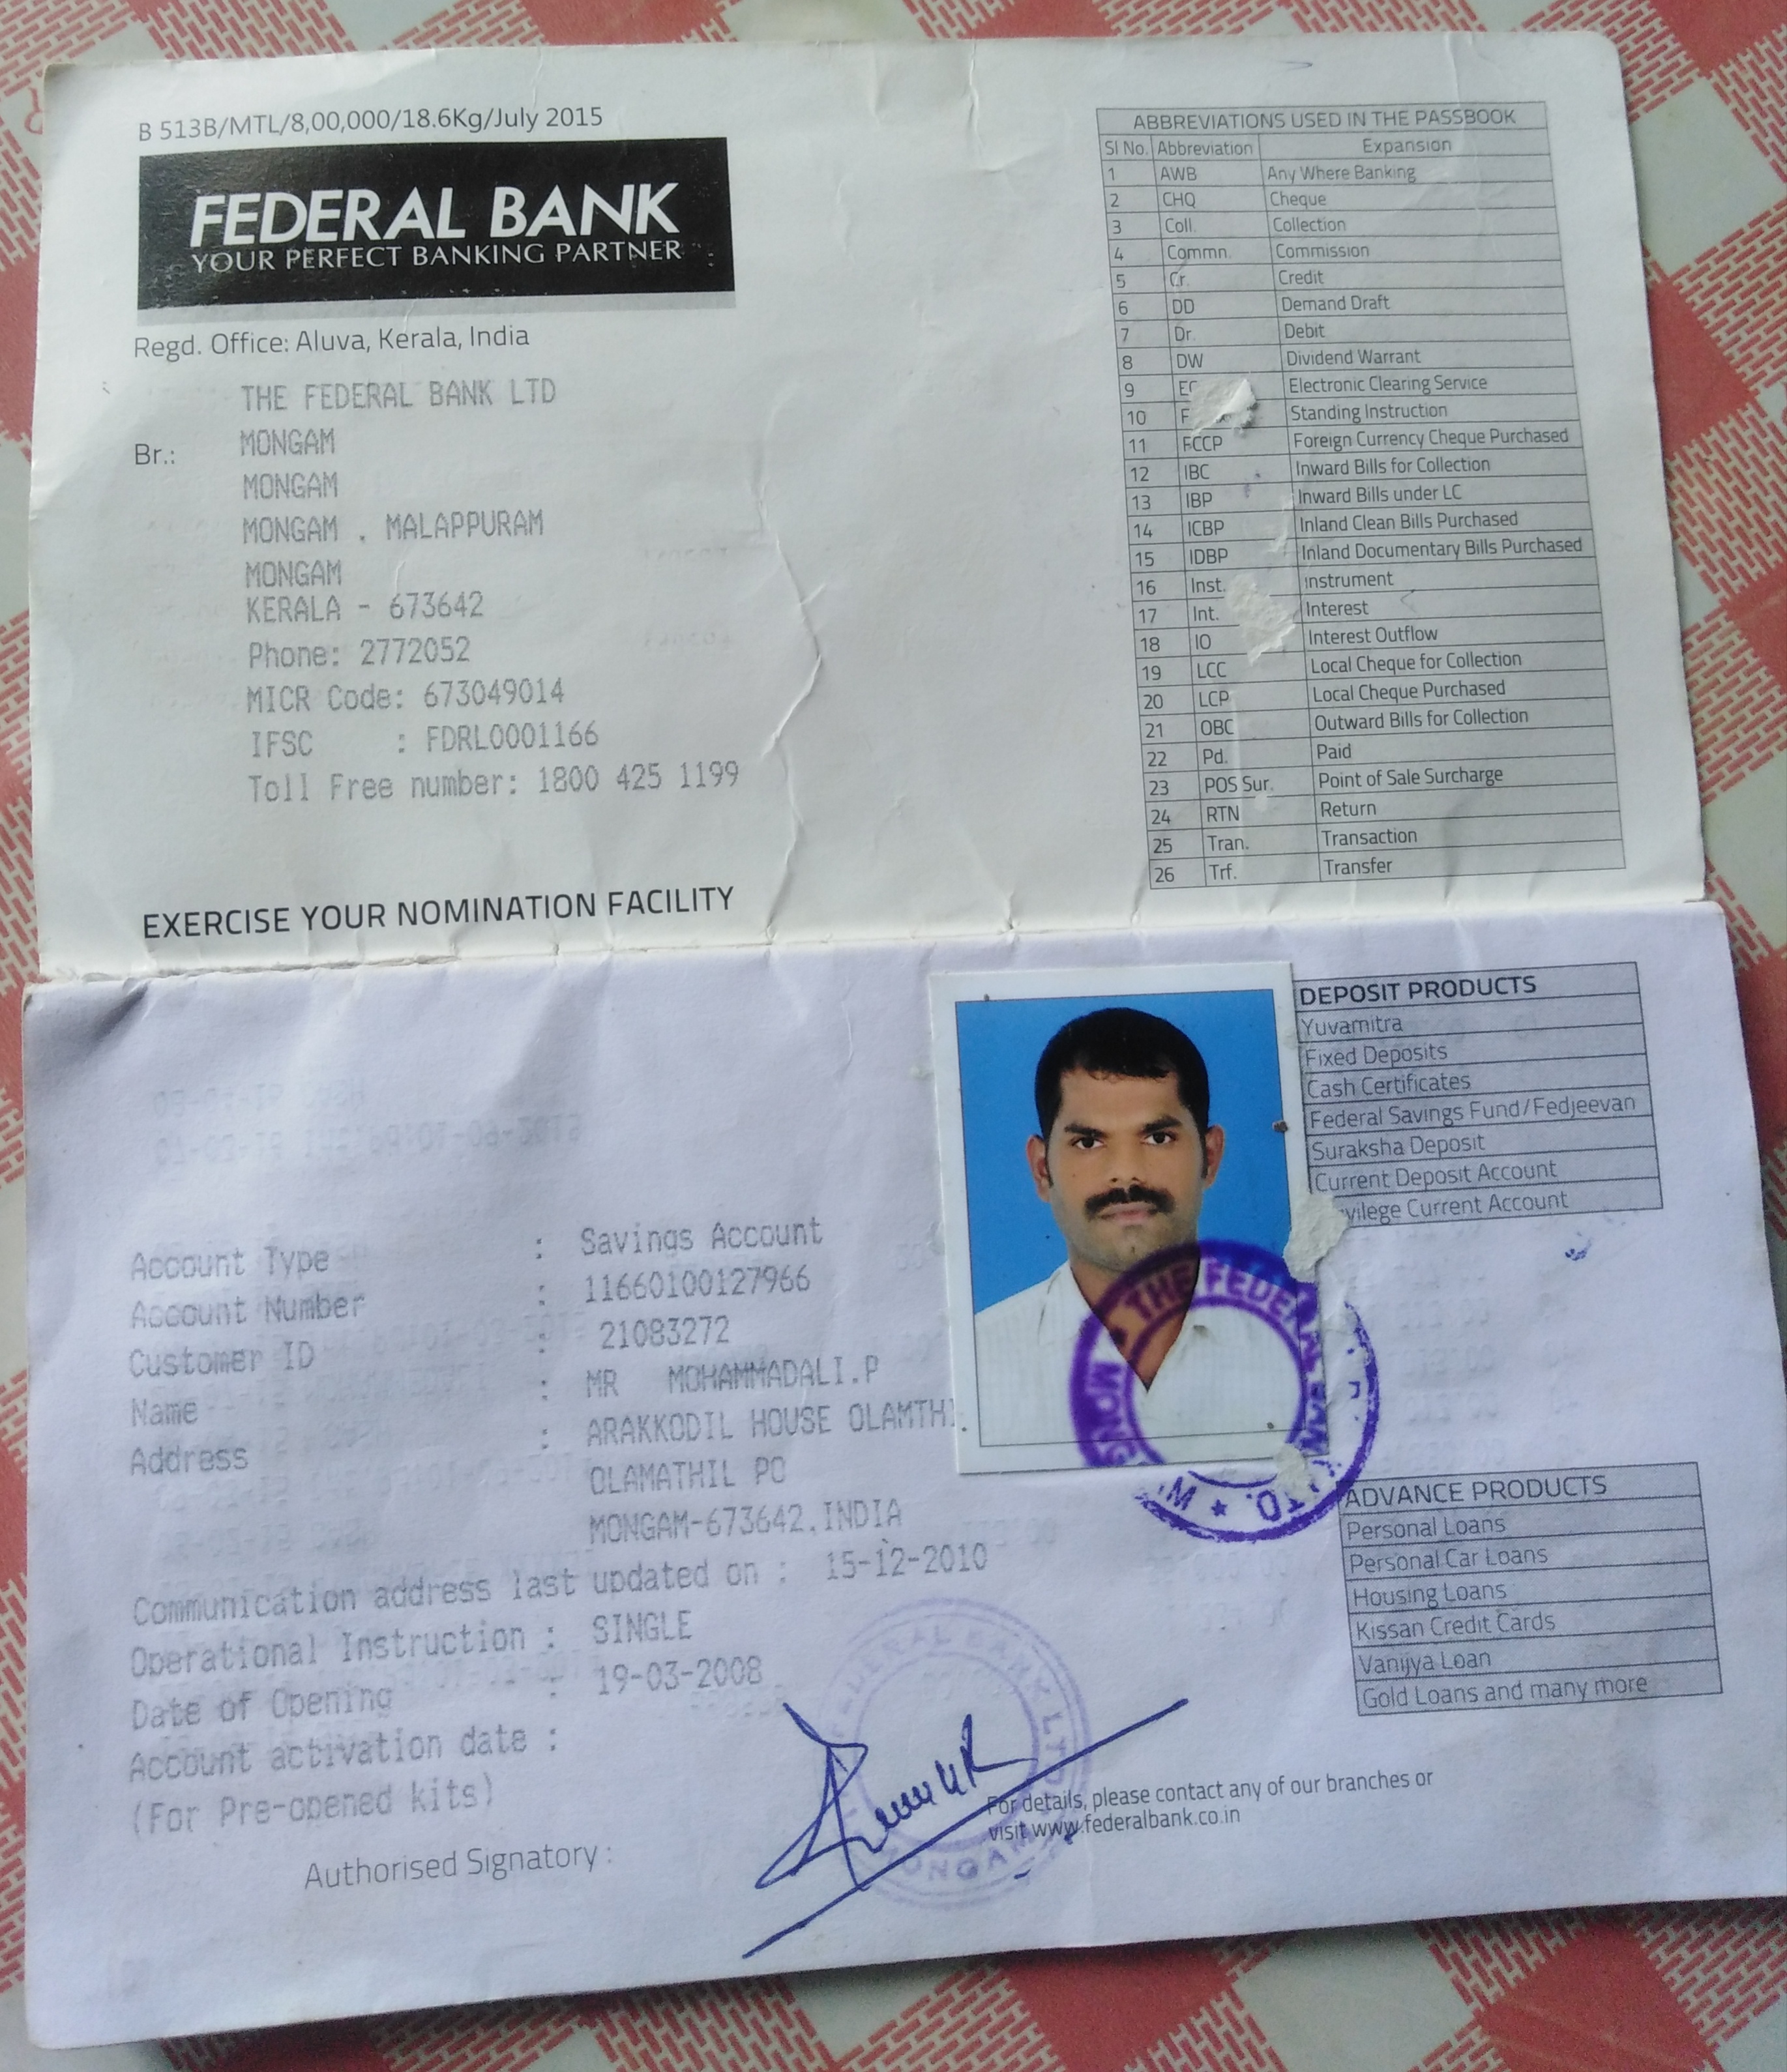 B 513B/MTL/8,00,000/18.6Kg/July 2015
FEDERAL BANK
YOUR PERFECT BANKING PARTNER
Regd. Office: Aluva, Kerala, India
THE FEDERAL BANK LTD
Br.: MONGAM
MONGAM
MONGAM . MALAPPURAM
MONGAM
KERALA - 673642
Phone: 2772052
MICR Code: 673049014
IFSC : FDRL0001166
Toll Free number: 1800 425 1199
EXERCISE YOUR NOMINATION FACILITY
ABBREVIATIONS USED IN THE PASSBOOK
Sl No. Abbreviation Expansion
1 AWB Any Where Banking
2 CHQ Cheque
3 Coll. Collection
4 Commn. Commission
5 Cr. Credit
6 DD Demand Draft
7 Dr. Debit
8 DW Dividend Warrant
9 Electronic Clearing Service
10 Standing Instruction
11 FCCP Foreign Currency Cheque Purchased
12 IBC Inward Bills for Collection
13 IBP Inward Bills under LC
14 ICBP Inland Clean Bills Purchased
15 IDBP Inland Documentary Bills Purchased
16 Inst. Instrument
17 Int. Interest
18 IO Interest Outflow
19 LCC Local Cheque for Collection
20 LCP Local Cheque Purchased
21 OBC Outward Bills for Collection
22 Pd. Paid
23 POS Sur. Point of Sale Surcharge
24 RTN Return
25 Tran. Transaction
26 Trf. Transfer
DEPOSIT PRODUCTS
Yuvamitra
Fixed Deposits
Cash Certificates
Federal Savings Fund/Fedjeevan
Suraksha Deposit
Current Deposit Account
Current Account
Account Type : Savings Account
Account Number : 11660100127966
Customer ID : 21083272
Name : MR MOHAMMADALI.P
Address : ARAKKODIL HOUSE
OLAMATHIL PO
MONGAM-673642,INDIA
Communication address last updated on : 15-12-2010
Operational Instruction : SINGLE
Date of Opening : 19-03-2008
Account activation date :
(For Pre-opened kits)
Authorised Signatory :
THE FEDERAL BANK LTD.
ADVANCE PRODUCTS
Personal Loans
Personal Car Loans
Housing Loans
Kissan Credit Cards
Vanijya Loan
Gold Loans and many more
FEDERAL BANK LTD
MONGAM
For details, please contact any of our branches or
visit www.federalbank.co.in